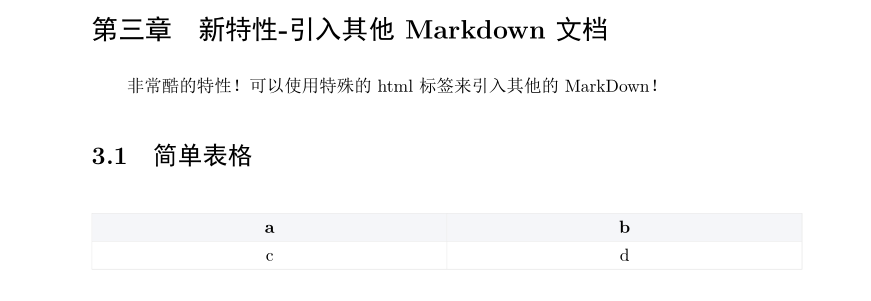 第三章 新特性-引入其他 Markdown 文档
非常酷的特性！可以使用特殊的 html 标签来引入其他的 MarkDown！
3.1 简单表格
a b
c d